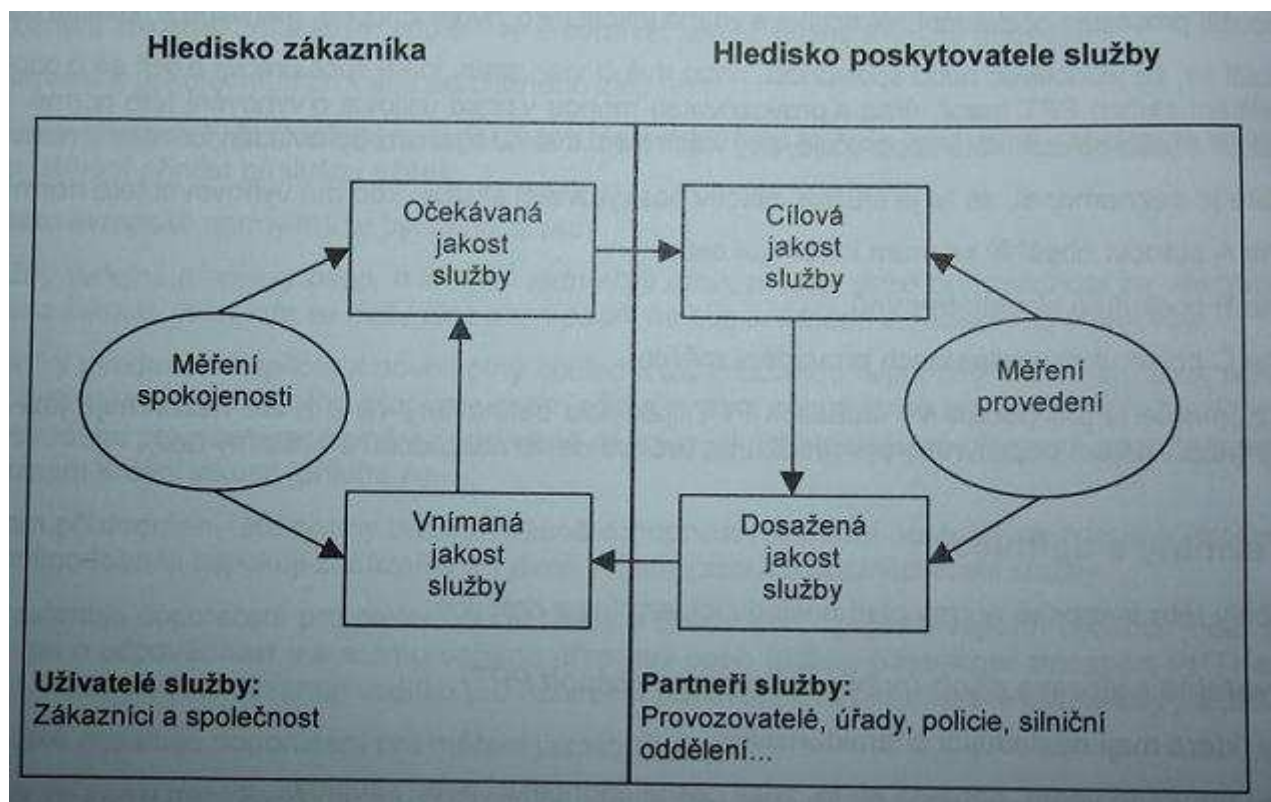 Hledisko zákazníka
Hledisko poskytovatele služby
Očekávaná
jakost
služby
Cílová
jakost
služby
Měření
spokojenosti
Měření
provedení
Vnímaná
jakost
služby
Dosažená
jakost
služby
Uživatelé služby:
Zákazníci a společnost
Partneři služby:
Provozovatelé, úřady, policie, silniční
oddělení...